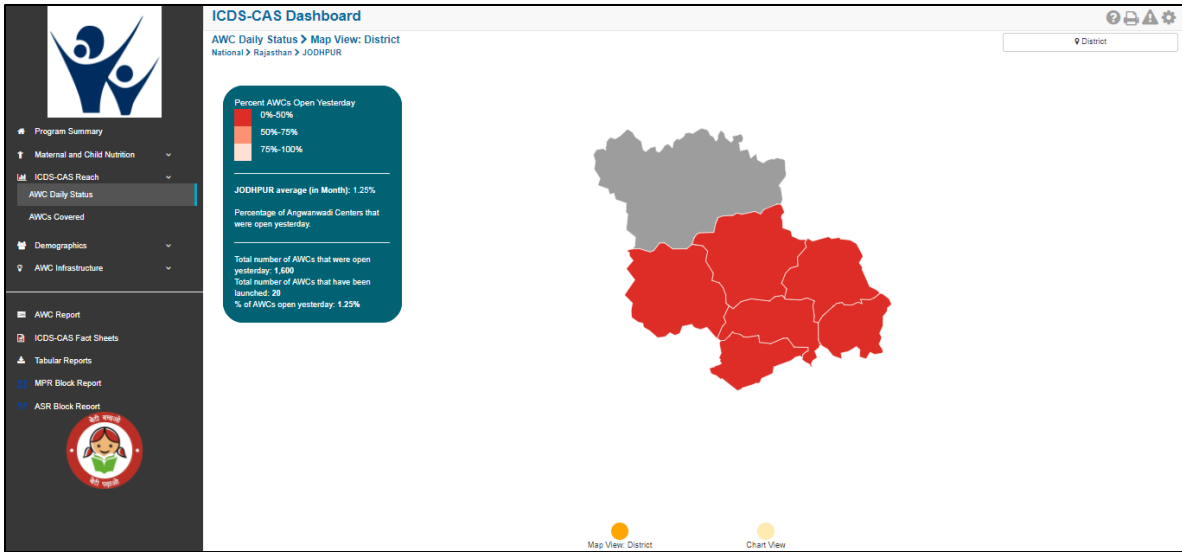 ICDS-CAS Dashboard
AWC Daily Status > Map View: District
National > Rajasthan > JODHPUR
District
Program Summary
Maternal and Child Nutrition
ICDS-CAS Reach
AWC Daily Status
AWCs Covered
Demographics
AWC Infrastructure
AWC Report
ICDS-CAS Fact Sheets
Tabular Reports
MPR Block Report
ASR Block Report
बेटी बचाओ
बेटी पढ़ाओ
Percent AWCs Open Yesterday
0%-50%
50%-75%
75%-100%
JODHPUR average (in Month): 1.25%
Percentage of Angwanwadi Centers that
were open yesterday.
Total number of AWCs that were open
yesterday: 1,600
Total number of AWCs that have been
launched: 20
% of AWCs open yesterday: 1.25%
Map View: District
Chart View